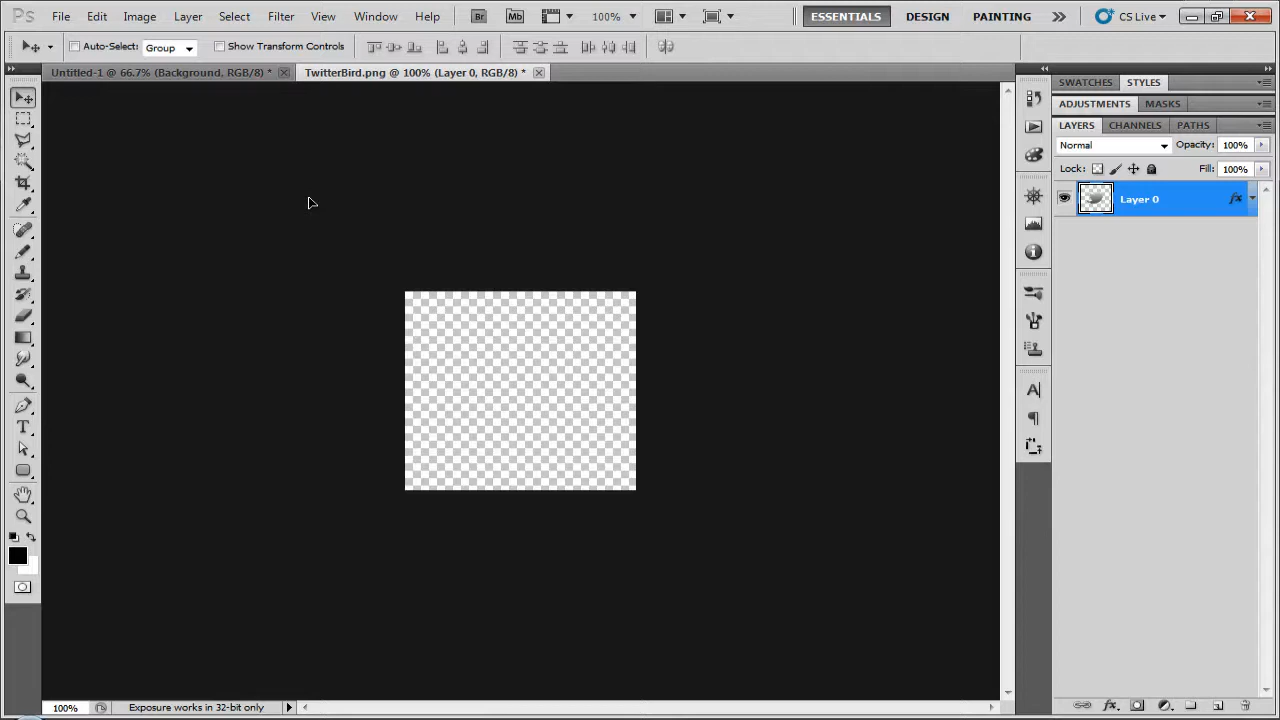 Ps File Edit Image Layer Select Filter View Window Help Br Mb 100% ESSENTIALS DESIGN PAINTING CS Live
Auto-Select: Group Show Transform Controls
Untitled-1 @ 66.7% (Background, RGB/8) * TwitterBird.png @ 100% (Layer 0, RGB/8) *
SWATCHES STYLES
ADJUSTMENTS MASKS
LAYERS CHANNELS PATHS
Normal Opacity: 100%
Lock: Fill: 100%
Layer 0 fx
A
T
100% Exposure works in 32-bit only fx